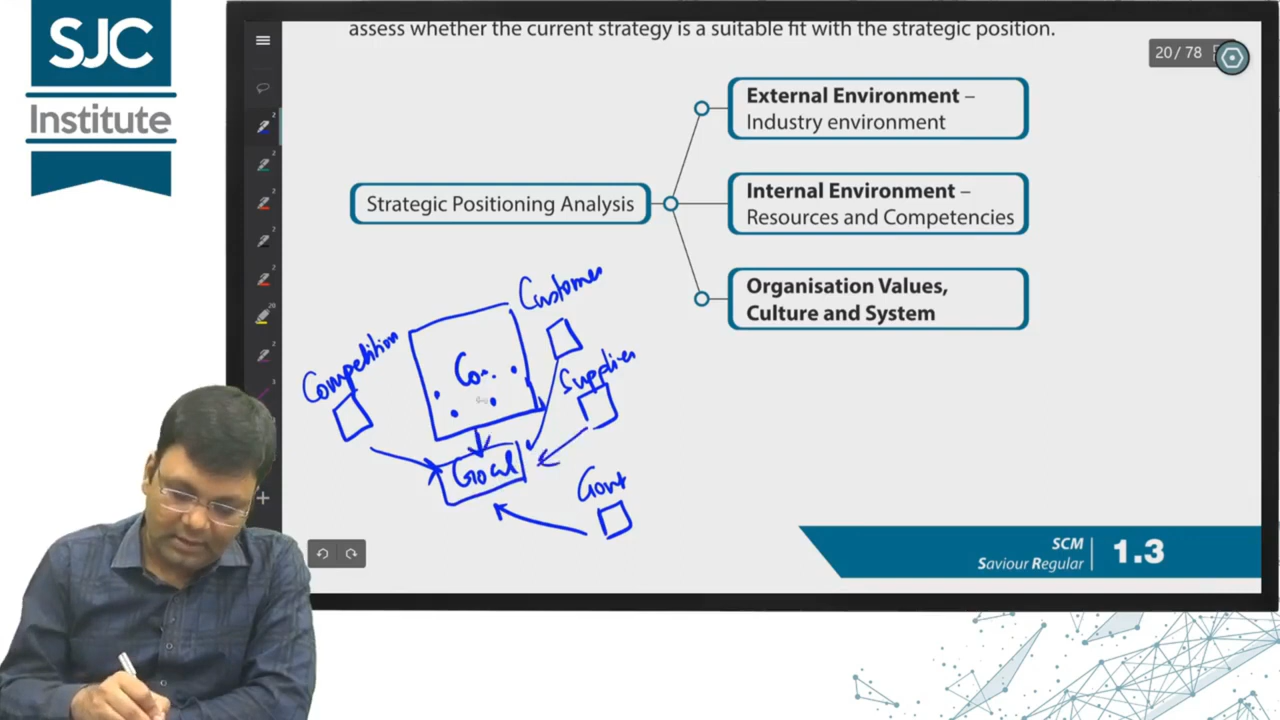 SJC
Institute
assess whether the current strategy is a suitable fit with the strategic position.
20 / 78
External Environment –
Industry environment
Strategic Positioning Analysis
Internal Environment –
Resources and Competencies
Organisation Values,
Culture and System
Customer
Competition
Co.
Supplier
Goal
Govt
SCM
Saviour Regular
1.3